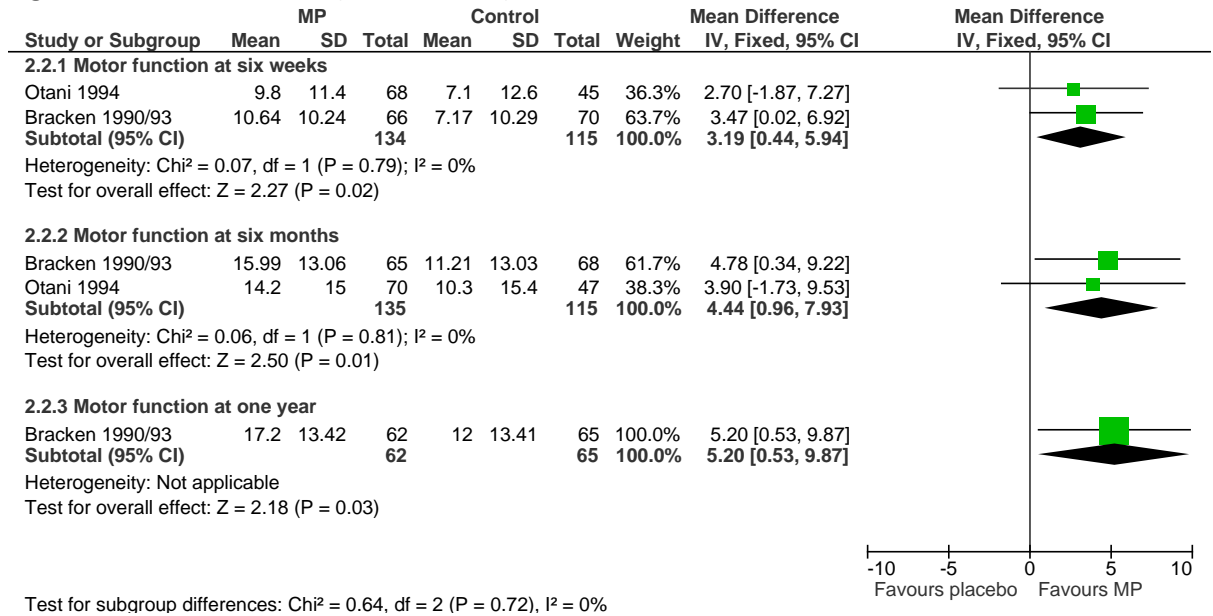 MP Control Mean Difference Mean Difference
Study or Subgroup Mean SD Total Mean SD Total Weight IV, Fixed, 95% CI IV, Fixed, 95% CI
2.2.1 Motor function at six weeks
Otani 1994 9.8 11.4 68 7.1 12.6 45 36.3% 2.70 [-1.87, 7.27]
Bracken 1990/93 10.64 10.24 66 7.17 10.29 70 63.7% 3.47 [0.02, 6.92]
Subtotal (95% CI) 134 115 100.0% 3.19 [0.44, 5.94]
Heterogeneity: Chi² = 0.07, df = 1 (P = 0.79); I² = 0%
Test for overall effect: Z = 2.27 (P = 0.02)
2.2.2 Motor function at six months
Bracken 1990/93 15.99 13.06 65 11.21 13.03 68 61.7% 4.78 [0.34, 9.22]
Otani 1994 14.2 15 70 10.3 15.4 47 38.3% 3.90 [-1.73, 9.53]
Subtotal (95% CI) 135 115 100.0% 4.44 [0.96, 7.93]
Heterogeneity: Chi² = 0.06, df = 1 (P = 0.81); I² = 0%
Test for overall effect: Z = 2.50 (P = 0.01)
2.2.3 Motor function at one year
Bracken 1990/93 17.2 13.42 62 12 13.41 65 100.0% 5.20 [0.53, 9.87]
Subtotal (95% CI) 62 65 100.0% 5.20 [0.53, 9.87]
Heterogeneity: Not applicable
Test for overall effect: Z = 2.18 (P = 0.03)
-10 -5 0 5 10
Favours placebo Favours MP
Test for subgroup differences: Chi² = 0.64, df = 2 (P = 0.72), I² = 0%